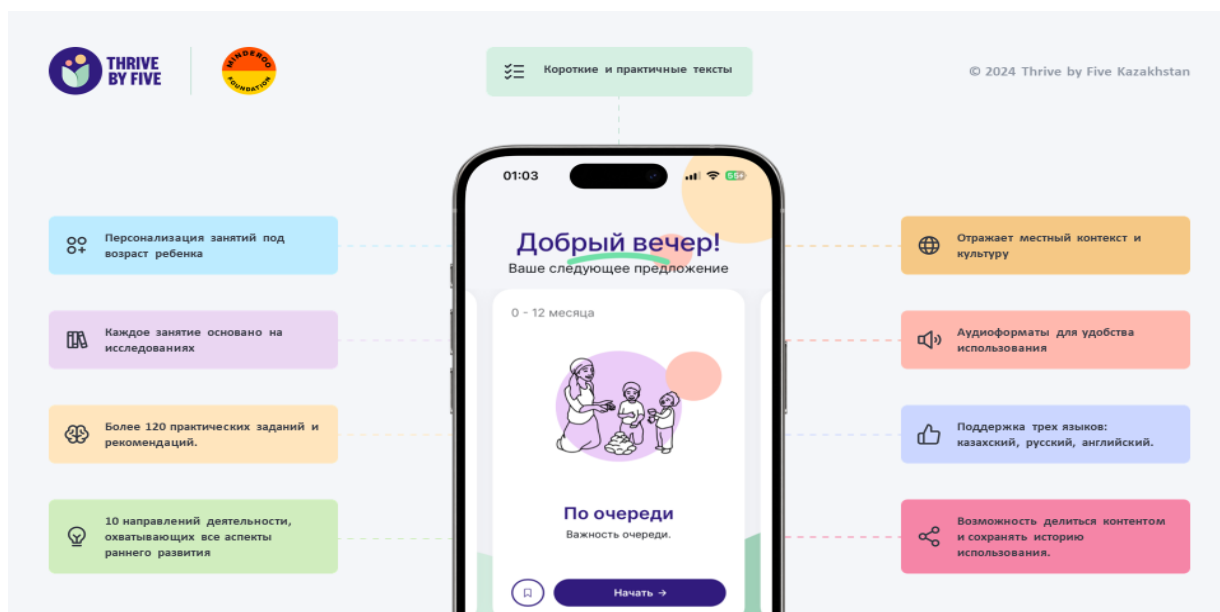 THRIVE
BY FIVE
MINDEROO
FOUNDATION
Короткие и практичные тексты
© 2024 Thrive by Five Kazakhstan
01:03
55
Добрый вечер!
Ваше следующее предложение
0 - 12 месяца
По очереди
Важность очереди.
Начать →
Персонализация занятий под
возраст ребенка
Каждое занятие основано на
исследованиях
Более 120 практических заданий и
рекомендаций.
10 направлений деятельности,
охватывающих все аспекты
раннего развития
Отражает местный контекст и
культуру
Аудиоформаты для удобства
использования
Поддержка трех языков:
казахский, русский, английский.
Возможность делиться контентом
и сохранять историю
использования.